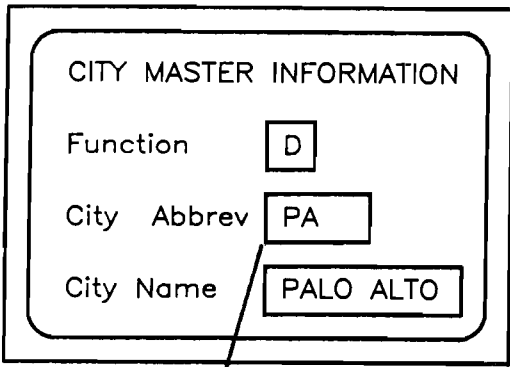 CITY MASTER INFORMATION
Function D
City Abbrev PA
City Name PALO ALTO